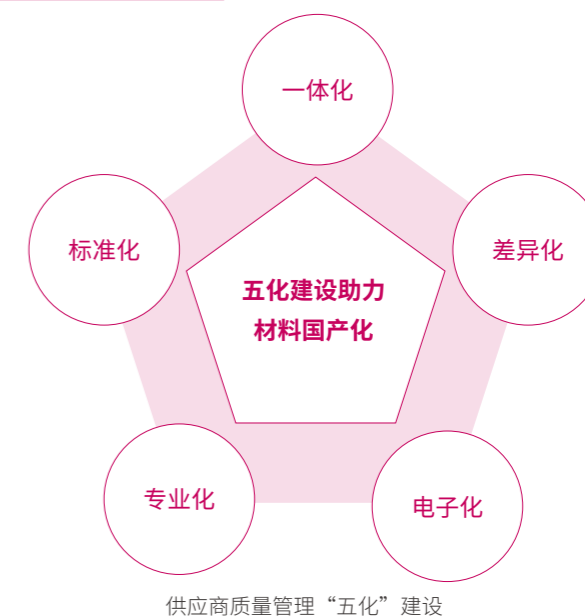 一体化
标准化
差异化
五化建设助力
材料国产化
专业化
电子化
供应商质量管理“五化”建设